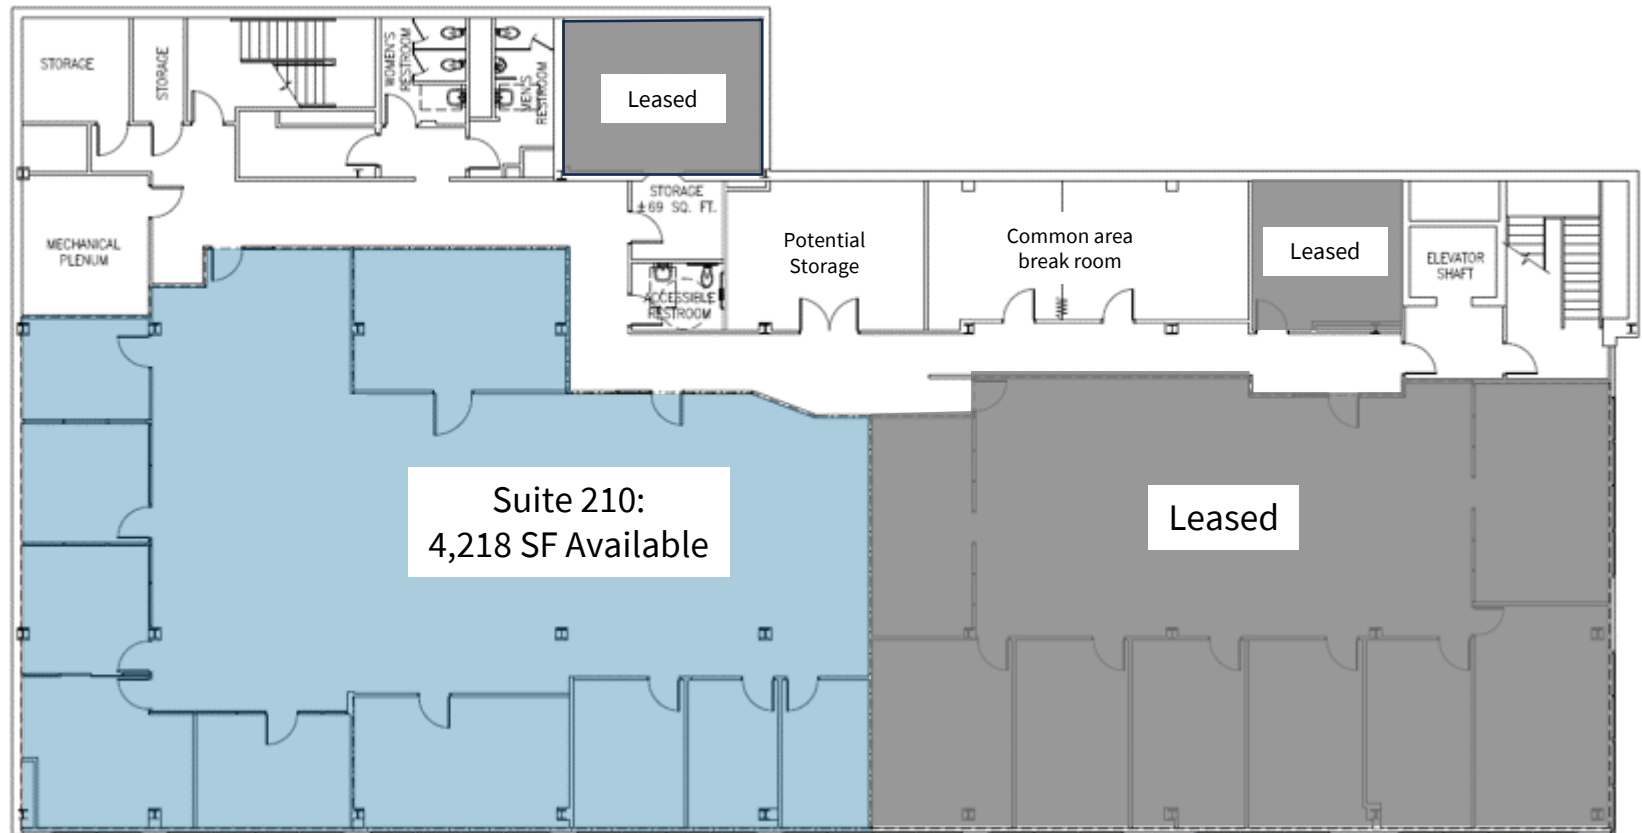 STORAGE
STORAGE
WOMEN'S
RESTROOM
MEN'S
RESTROOM
Leased
STORAGE
±69 SQ. FT.
MECHANICAL
PLENUM
Potential
Storage
Common area
break room
Leased
ELEVATOR
SHAFT
ACCESSIBLE
RESTROOM
Suite 210:
4,218 SF Available
Leased